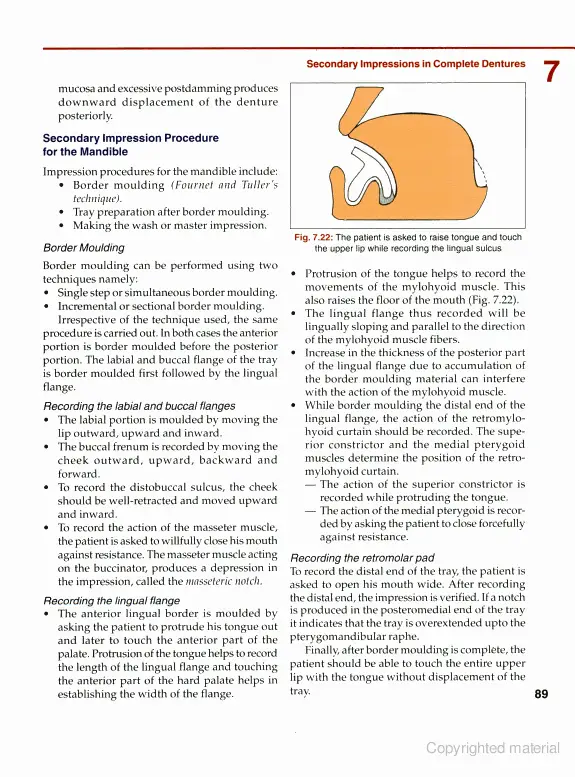 Secondary Impressions in Complete Dentures
7
mucosa and excessive postdamming produces
downward displacement of the denture
posteriorly.
Secondary Impression Procedure
for the Mandible
Impression procedures for the mandible include:
• Border moulding (Fournet and Tuller's
technique).
• Tray preparation after border moulding.
• Making the wash or master impression.
Border Moulding
Border moulding can be performed using two
techniques namely:
• Single step or simultaneous border moulding.
• Incremental or sectional border moulding.
Irrespective of the technique used, the same
procedure is carried out. In both cases the anterior
portion is border moulded before the posterior
portion. The labial and buccal flange of the tray
is border moulded first followed by the lingual
flange.
Recording the labial and buccal flanges
• The labial portion is moulded by moving the
lip outward, upward and inward.
• The buccal frenum is recorded by moving the
cheek outward, upward, backward and
forward.
• To record the distobuccal sulcus, the cheek
should be well-retracted and moved upward
and inward.
• To record the action of the masseter muscle,
the patient is asked to willfully close his mouth
against resistance. The masseter muscle acting
on the buccinator, produces a depression in
the impression, called the masseteric notch.
Recording the lingual flange
• The anterior lingual border is moulded by
asking the patient to protrude his tongue out
and later to touch the anterior part of the
palate. Protrusion of the tongue helps to record
the length of the lingual flange and touching
the anterior part of the hard palate helps in
establishing the width of the flange.
Fig. 7.22: The patient is asked to raise tongue and touch
the upper lip while recording the lingual sulcus
• Protrusion of the tongue helps to record the
movements of the mylohyoid muscle. This
also raises the floor of the mouth (Fig. 7.22).
• The lingual flange thus recorded will be
lingually sloping and parallel to the direction
of the mylohyoid muscle fibers.
• Increase in the thickness of the posterior part
of the lingual flange due to accumulation of
the border moulding material can interfere
with the action of the mylohyoid muscle.
• While border moulding the distal end of the
lingual flange, the action of the retromylo-
hyoid curtain should be recorded. The supe-
rior constrictor and the medial pterygoid
muscles determine the position of the retro-
mylohyoid curtain.
— The action of the superior constrictor is
recorded while protruding the tongue.
— The action of the medial pterygoid is recor-
ded by asking the patient to close forcefully
against resistance.
Recording the retromolar pad
To record the distal end of the tray, the patient is
asked to open his mouth wide. After recording
the distal end, the impression is verified. If a notch
is produced in the posteromedial end of the tray
it indicates that the tray is overextended upto the
pterygomandibular raphe.
Finally, after border moulding is complete, the
patient should be able to touch the entire upper
lip with the tongue without displacement of the
tray.
89
Copyrighted material